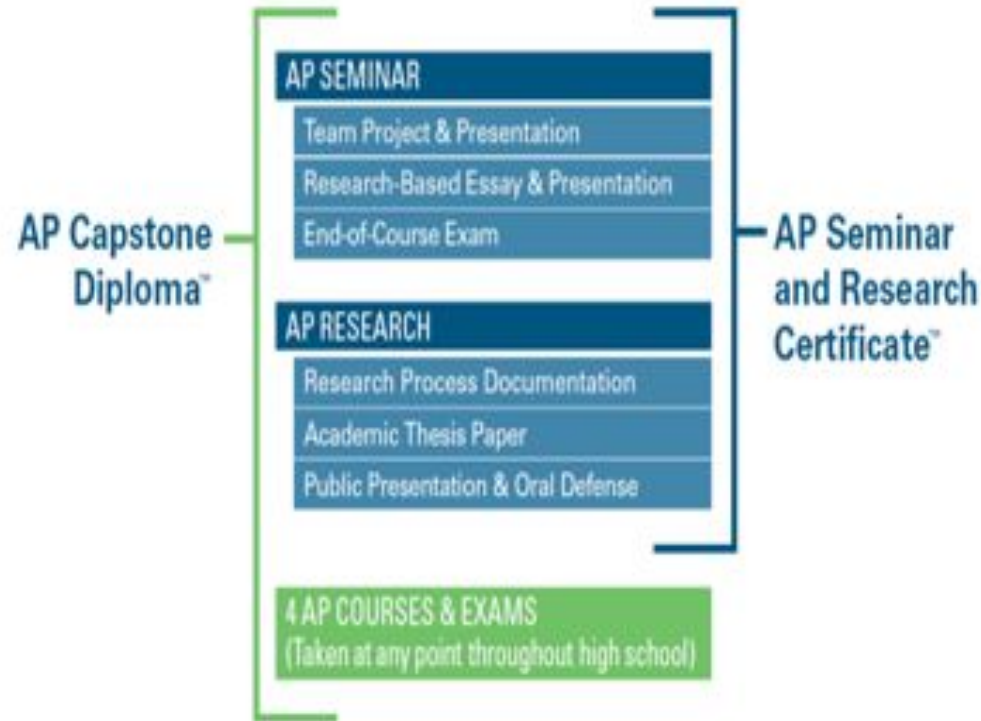 AP SEMINAR
Team Project & Presentation
Research-Based Essay & Presentation
End-of-Course Exam
AP Capstone
Diploma™
AP Seminar
and Research
Certificate™
AP RESEARCH
Research Process Documentation
Academic Thesis Paper
Public Presentation & Oral Defense
4 AP COURSES & EXAMS
(Taken at any point throughout high school)